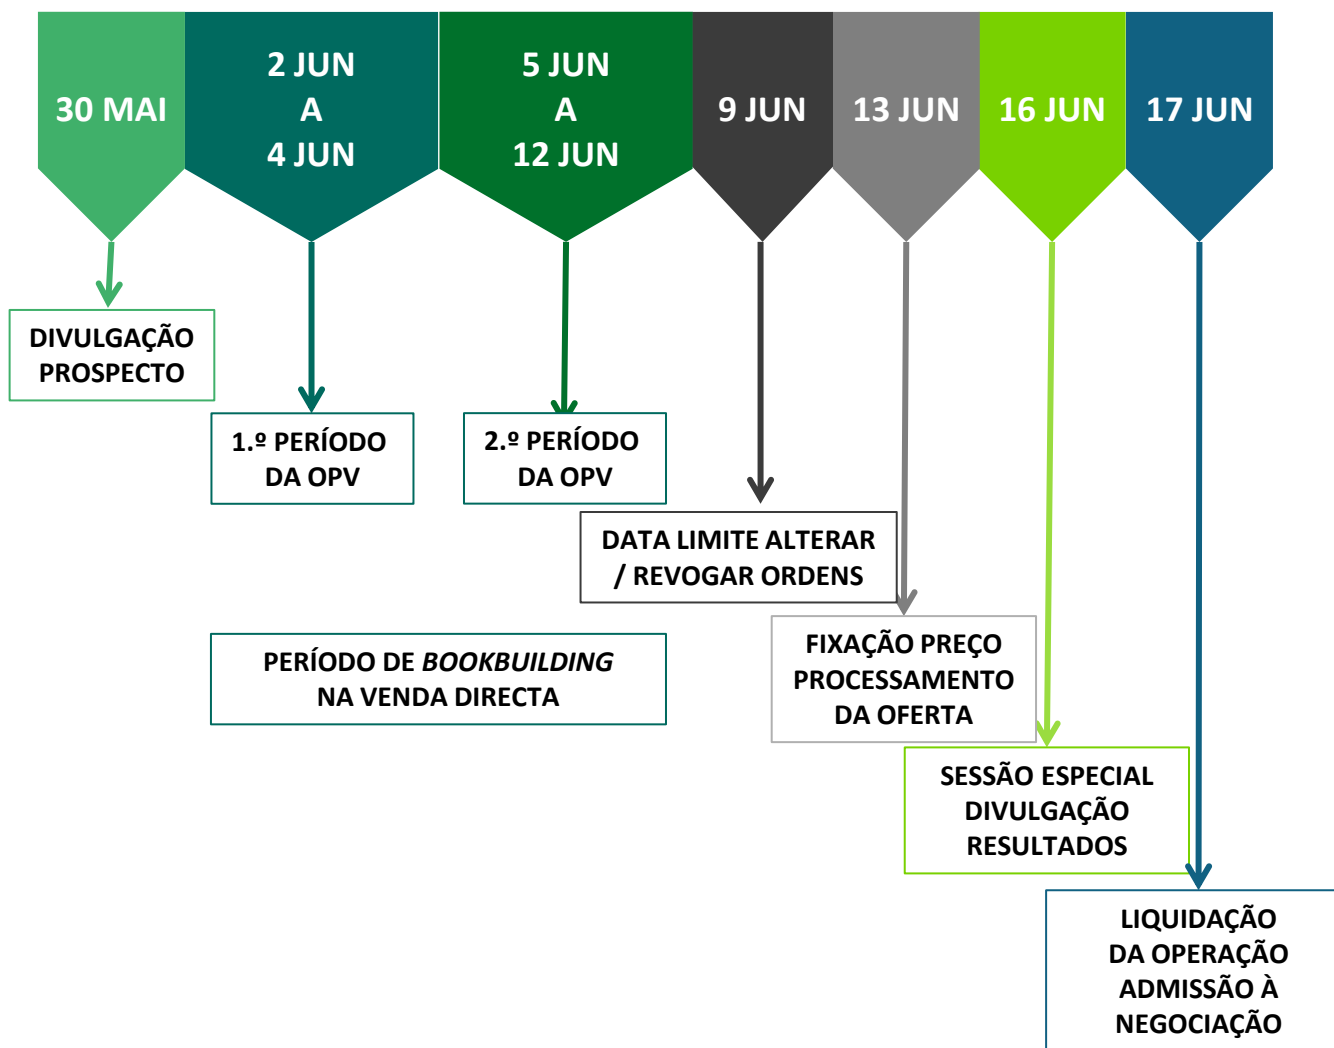 30 MAI
2 JUN
A
4 JUN
5 JUN
A
12 JUN
9 JUN
13 JUN
16 JUN
17 JUN
DIVULGAÇÃO
PROSPECTO
1.º PERÍODO
DA OPV
2.º PERÍODO
DA OPV
DATA LIMITE ALTERAR
/ REVOGAR ORDENS
PERÍODO DE BOOKBUILDING
NA VENDA DIRECTA
FIXAÇÃO PREÇO
PROCESSAMENTO
DA OFERTA
SESSÃO ESPECIAL
DIVULGAÇÃO
RESULTADOS
LIQUIDAÇÃO
DA OPERAÇÃO
ADMISSÃO À
NEGOCIAÇÃO